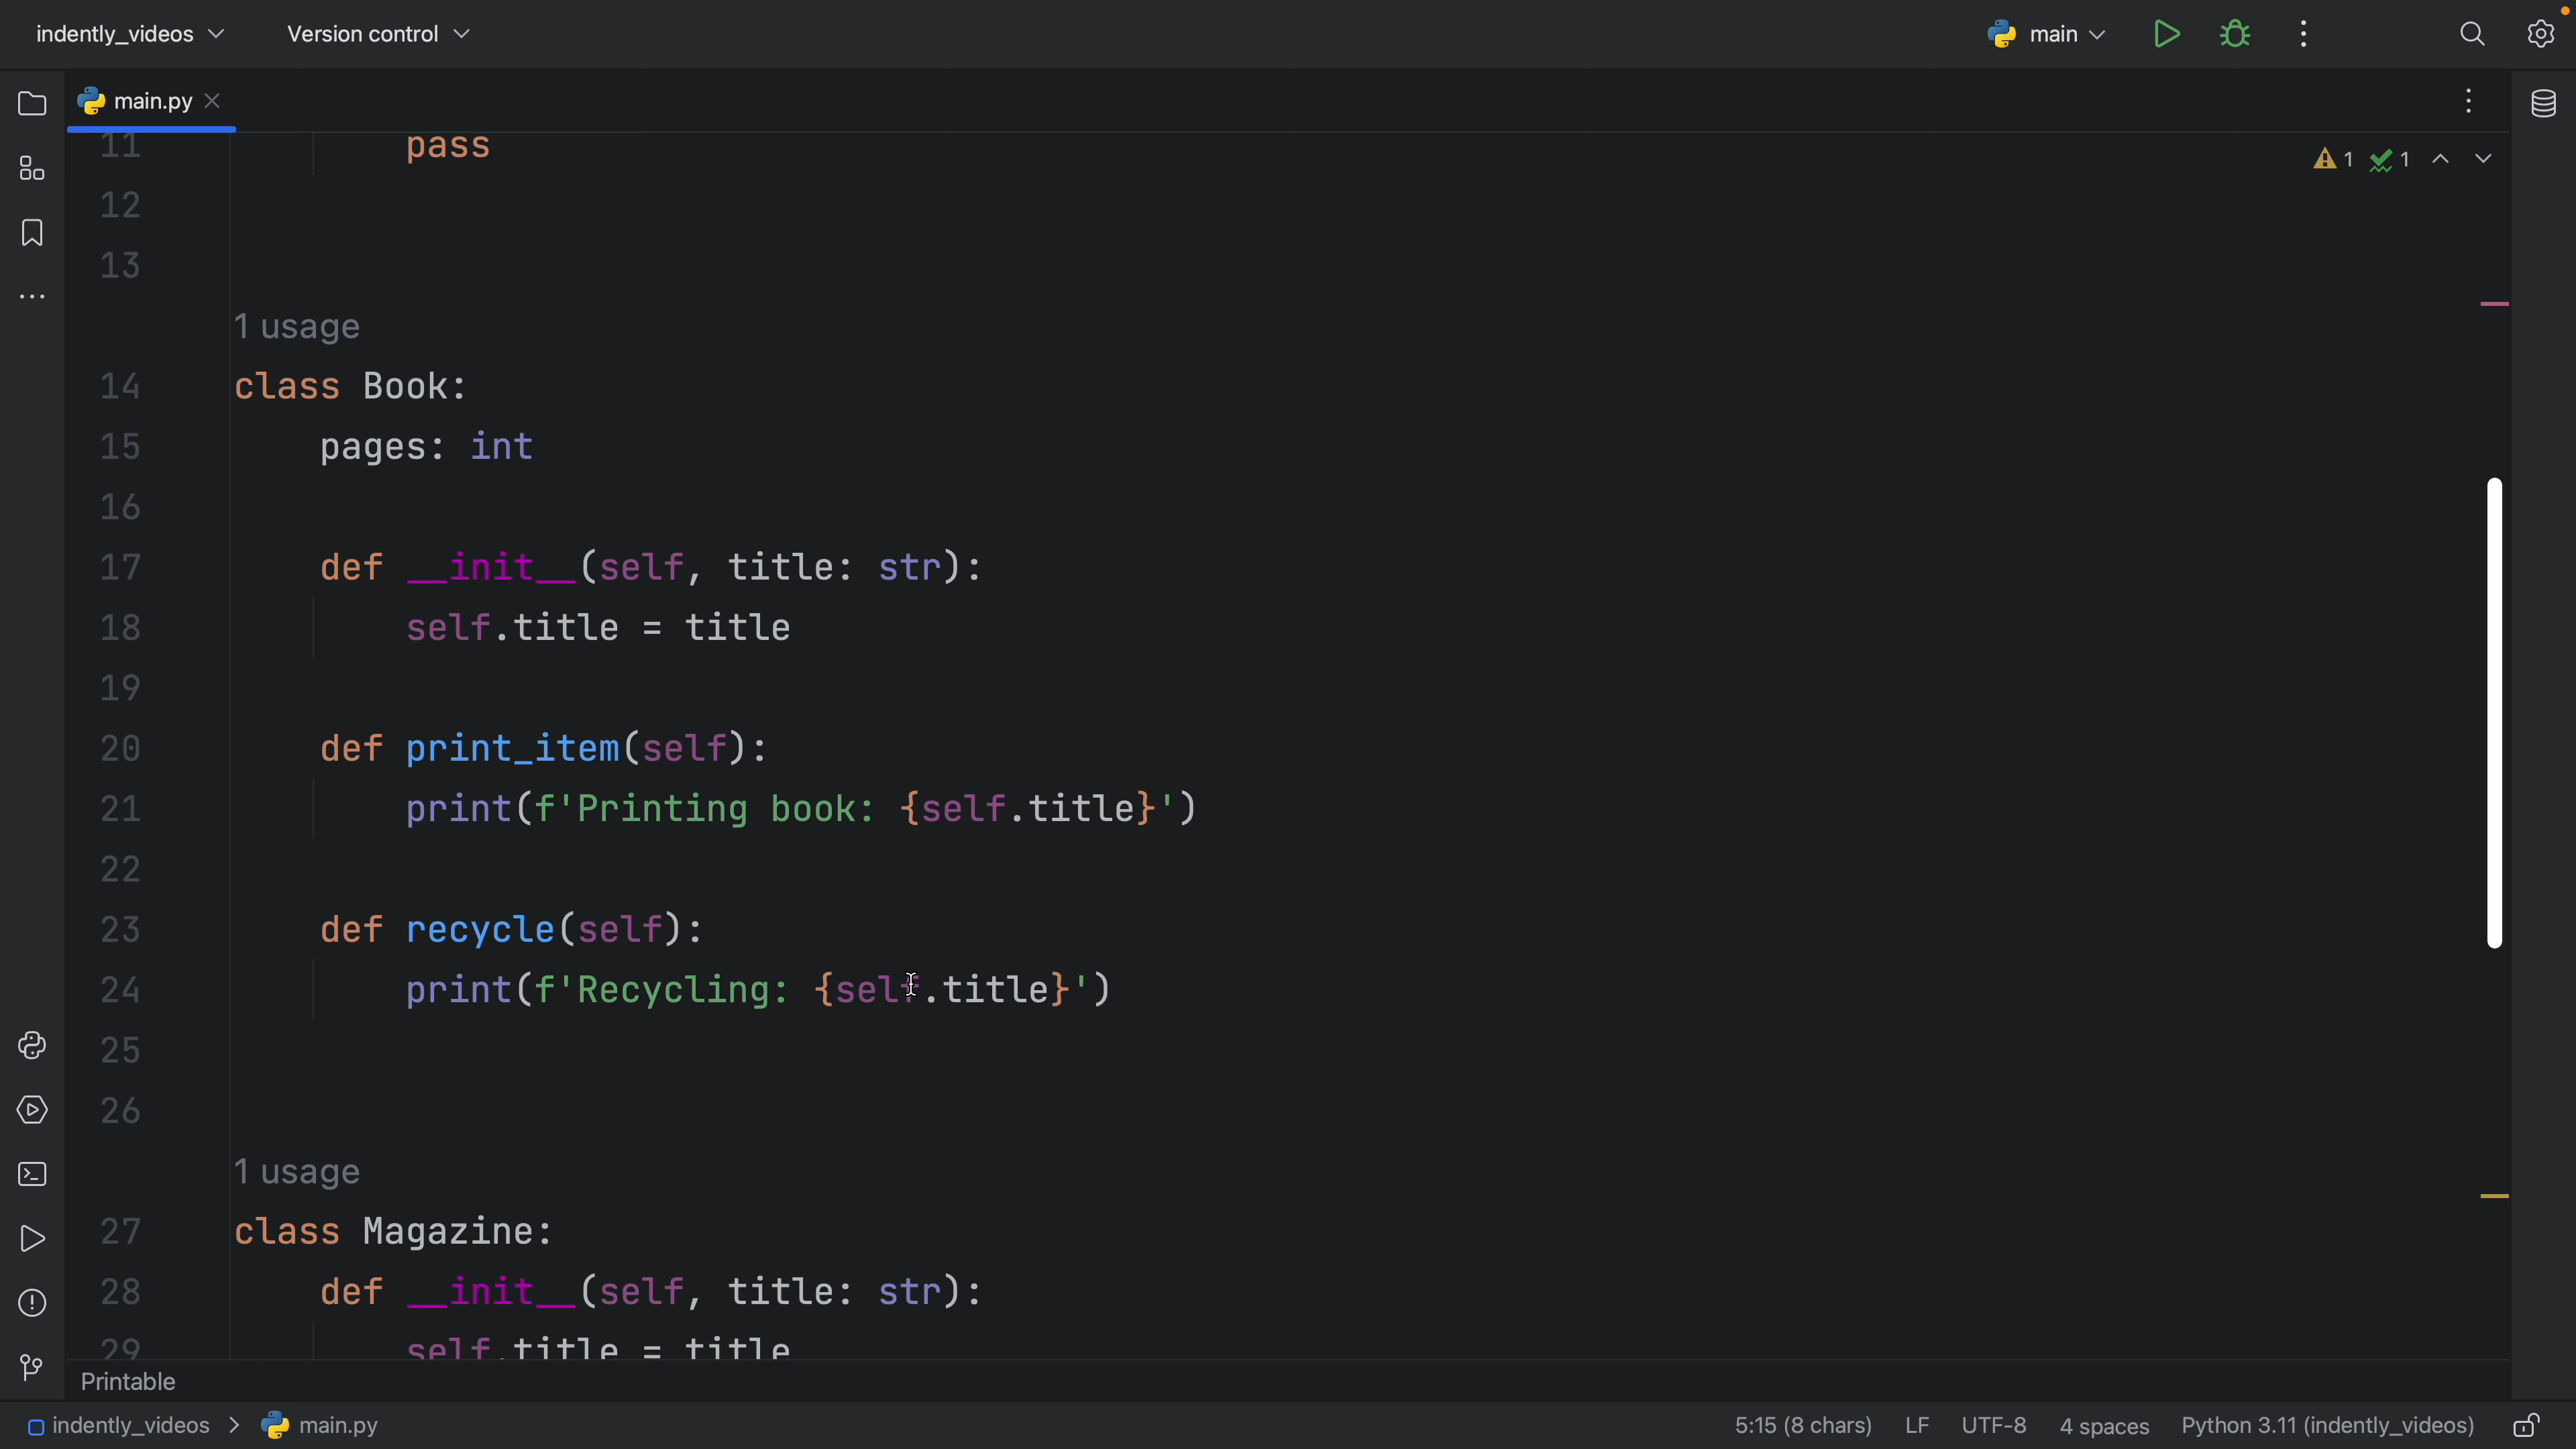 indently_videos Version control main
main.py
11 pass
1 1
12
13
1 usage
14 class Book:
15 pages: int
16
17 def __init__(self, title: str):
18 self.title = title
19
20 def print_item(self):
21 print(f'Printing book: {self.title}')
22
23 def recycle(self):
24 print(f'Recycling: {self.title}')
25
26
1 usage
27 class Magazine:
28 def __init__(self, title: str):
29 self.title = title
Printable
indently_videos > main.py 5:15 (8 chars) LF UTF-8 4 spaces Python 3.11 (indently_videos)